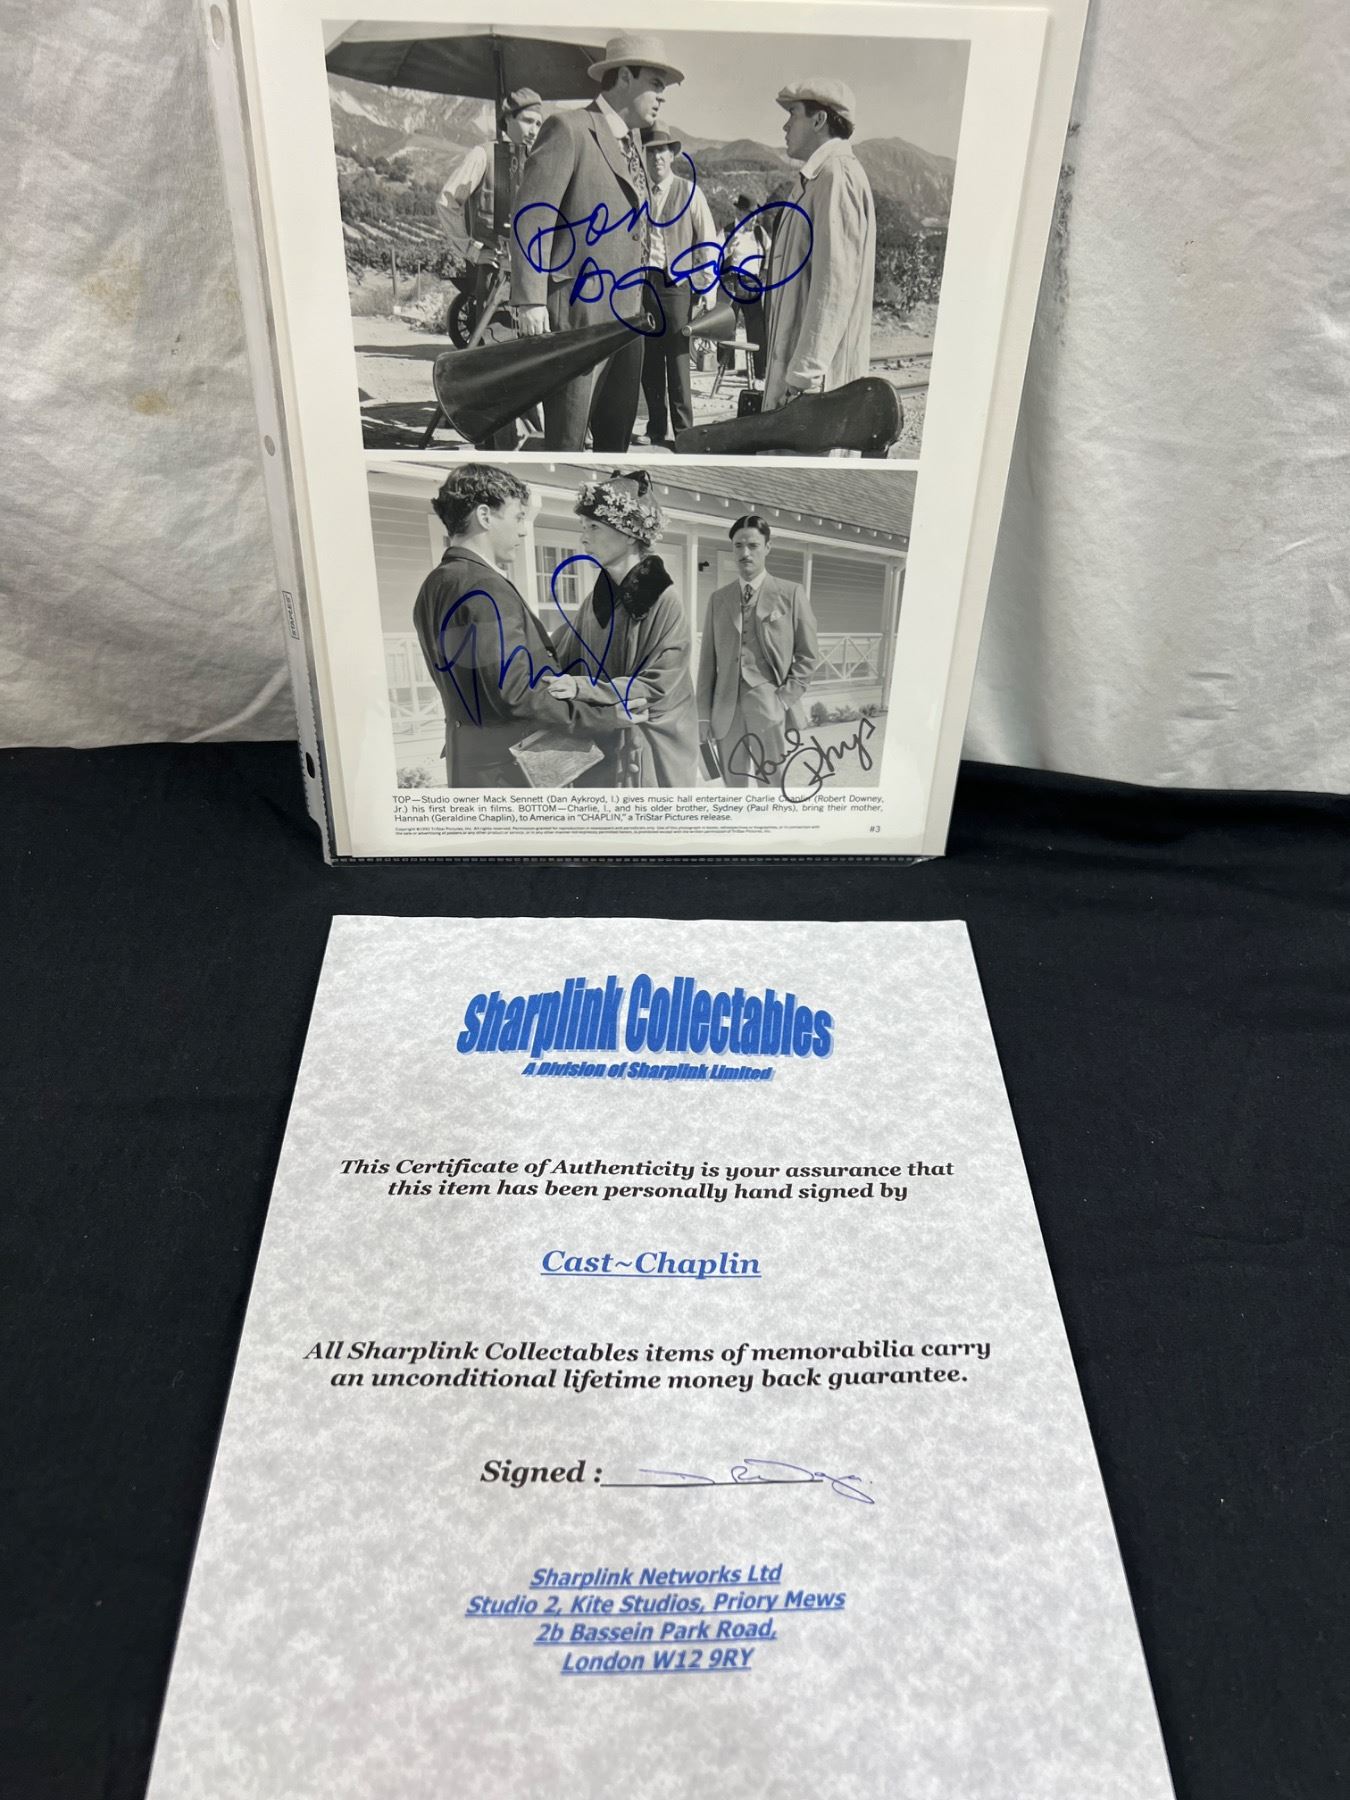 Dan
Paul
Rhys
TOP—Studio owner Mack Sennett (Dan Aykroyd, l.) gives music hall entertainer Charlie Chaplin (Robert Downey,
Jr.) his first break in films. BOTTOM—Charlie, l., and his older brother, Sydney (Paul Rhys), bring their mother,
Hannah (Geraldine Chaplin), to America in "CHAPLIN," a TriStar Pictures release.
#3
STAPLES
Sharplink Collectables
A Division of Sharplink Limited
This Certificate of Authenticity is your assurance that
this item has been personally hand signed by
Cast~Chaplin
All Sharplink Collectables items of memorabilia carry
an unconditional lifetime money back guarantee.
Signed :
Sharplink Networks Ltd
Studio 2, Kite Studios, Priory Mews
2b Bassein Park Road,
London W12 9RY